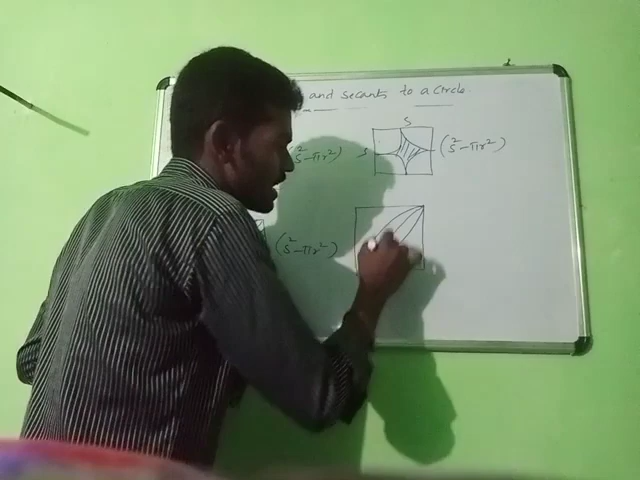 and secants to a circle.
s
s²-πr²) s (s²-πr²)
(s²-πr²)